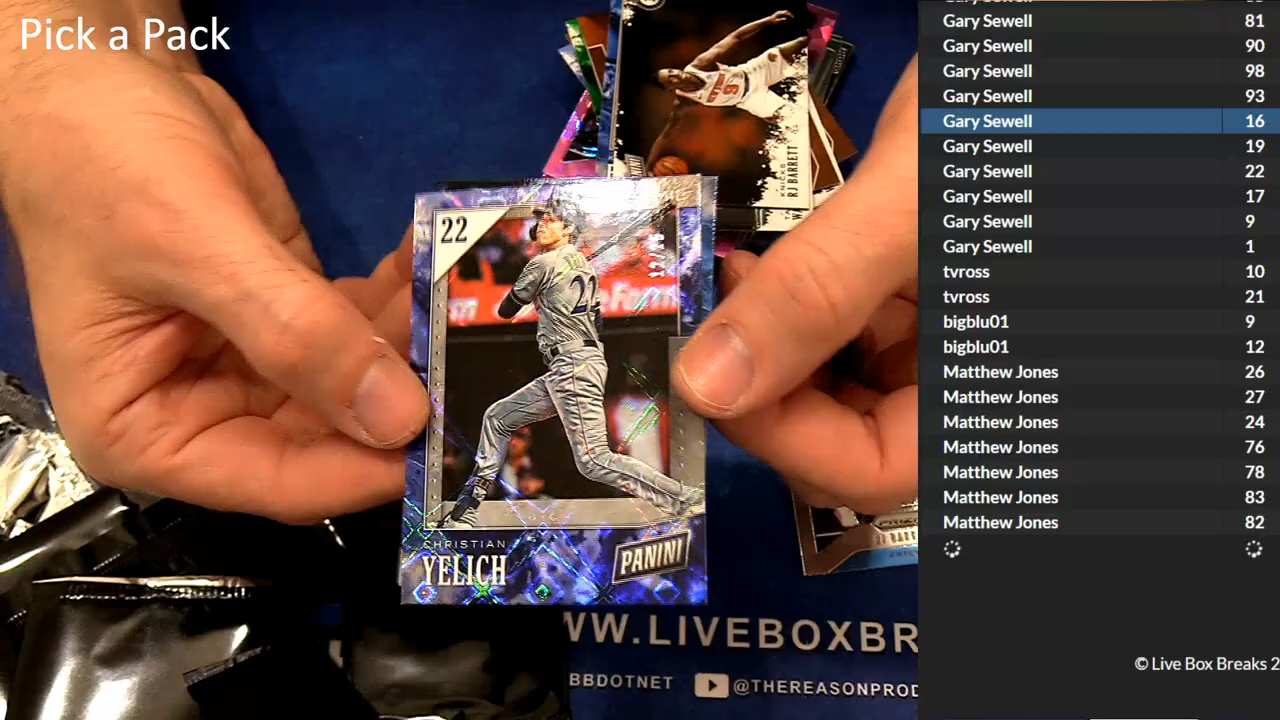 Pick a Pack
Gary Sewell 81
Gary Sewell 90
Gary Sewell 98
Gary Sewell 93
Gary Sewell 16
Gary Sewell 19
Gary Sewell 22
Gary Sewell 17
Gary Sewell 9
Gary Sewell 1
tvross 10
tvross 21
bigblu01 9
bigblu01 12
Matthew Jones 26
Matthew Jones 27
Matthew Jones 24
Matthew Jones 76
Matthew Jones 78
Matthew Jones 83
Matthew Jones 82
© Live Box Breaks 2
KNICKS
RJ BARRETT
22
22
CHRISTIAN
YELICH
PANINI
WW.LIVEBOXBR
BBDOTNET
@THEREASONPROD